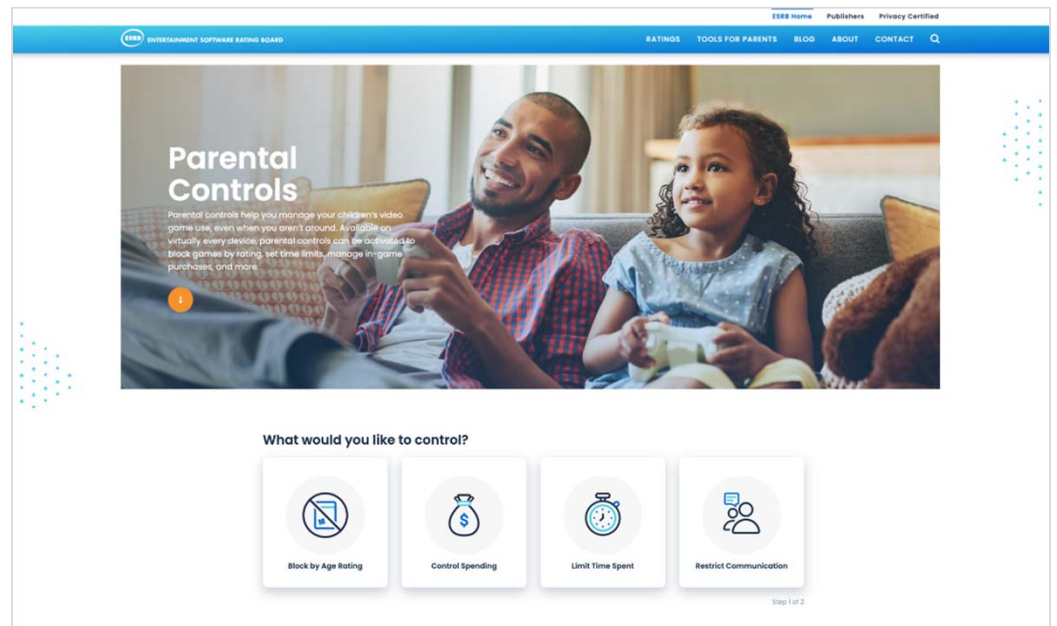 ESRB Home Publishers Privacy Certified
ESRB ENTERTAINMENT SOFTWARE RATING BOARD
RATINGS TOOLS FOR PARENTS BLOG ABOUT CONTACT
Parental
Controls
Parental controls help you manage your children's video
game use, even when you aren't around. Available on
virtually every device, parental controls can be activated to
block games by rating, set time limits, manage in-game
purchases, and more.
What would you like to control?
$
Block by Age Rating
Control Spending
Limit Time Spent
Restrict Communication
Step 1 of 2